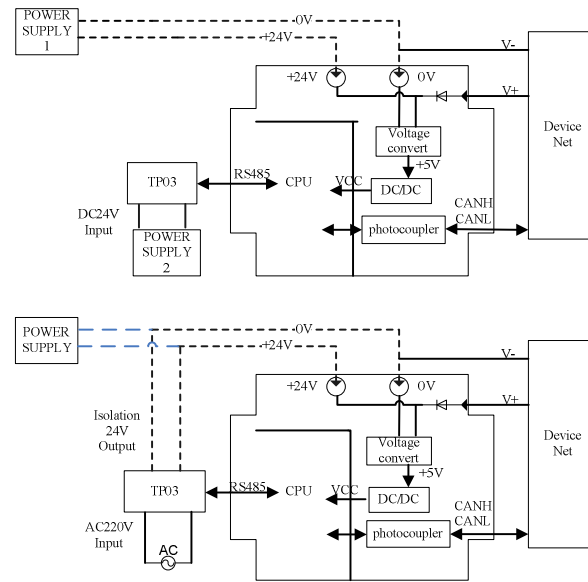 POWER
SUPPLY
1
0V
+24V
V-
+24V
0V
V+
Voltage
convert
+5V
Device
Net
TP03
RS485
CPU
VCC
DC/DC
DC24V
Input
POWER
SUPPLY
2
photocoupler
CANH
CANL
POWER
SUPPLY
0V
+24V
V-
+24V
0V
V+
Isolation
24V
Output
Voltage
convert
+5V
Device
Net
TP03
RS485
CPU
VCC
DC/DC
AC220V
Input
AC
photocoupler
CANH
CANL